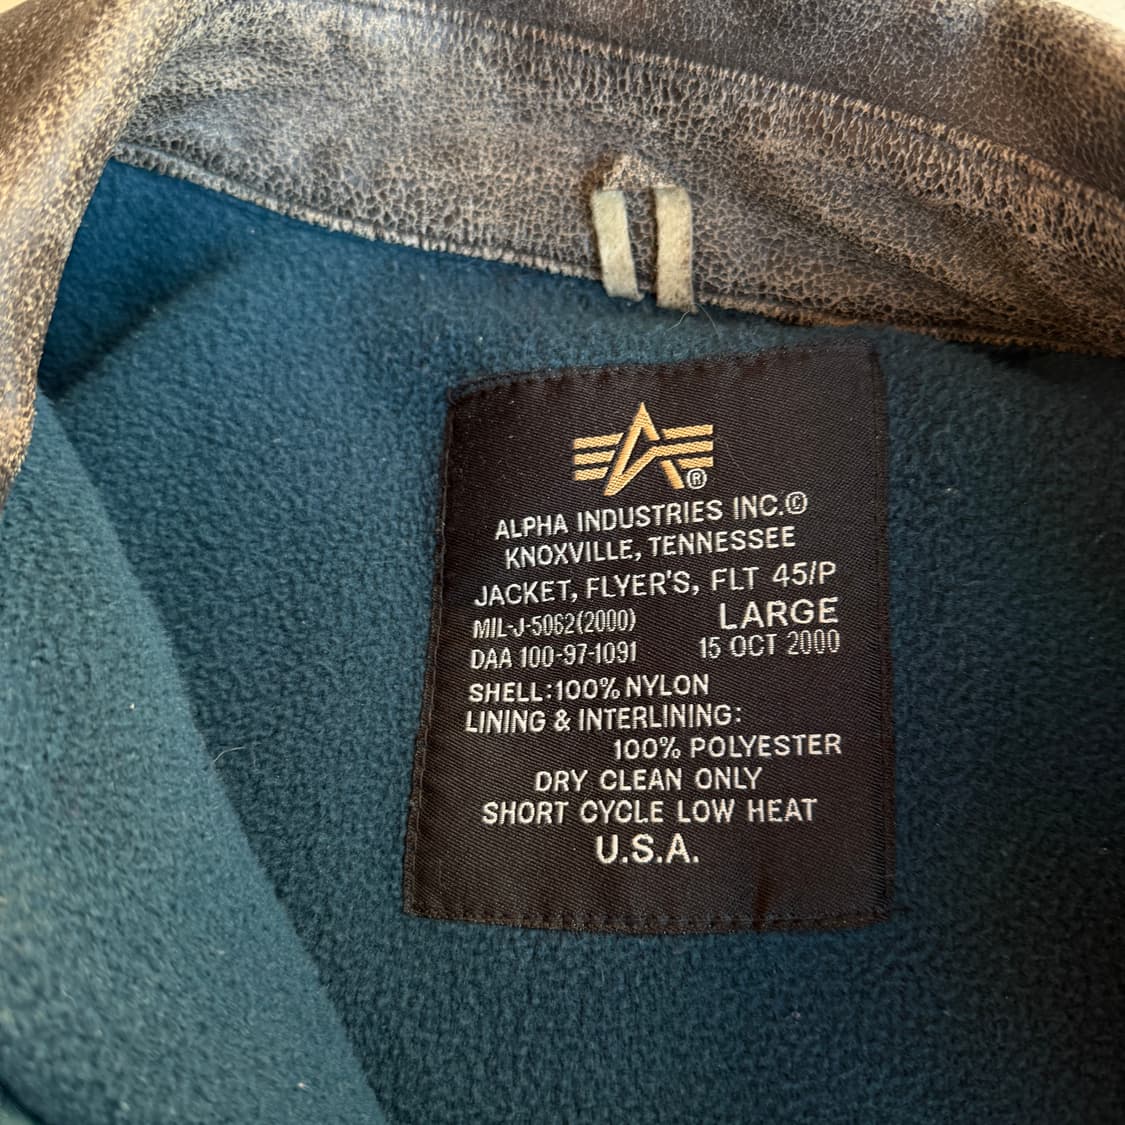 ®
ALPHA INDUSTRIES INC.©
KNOXVILLE, TENNESSEE
JACKET, FLYER'S, FLT 45/P
MIL-J-5062(2000) LARGE
DAA 100-97-1091 15 OCT 2000
SHELL:100% NYLON
LINING & INTERLINING:
100% POLYESTER
DRY CLEAN ONLY
SHORT CYCLE LOW HEAT
U.S.A.